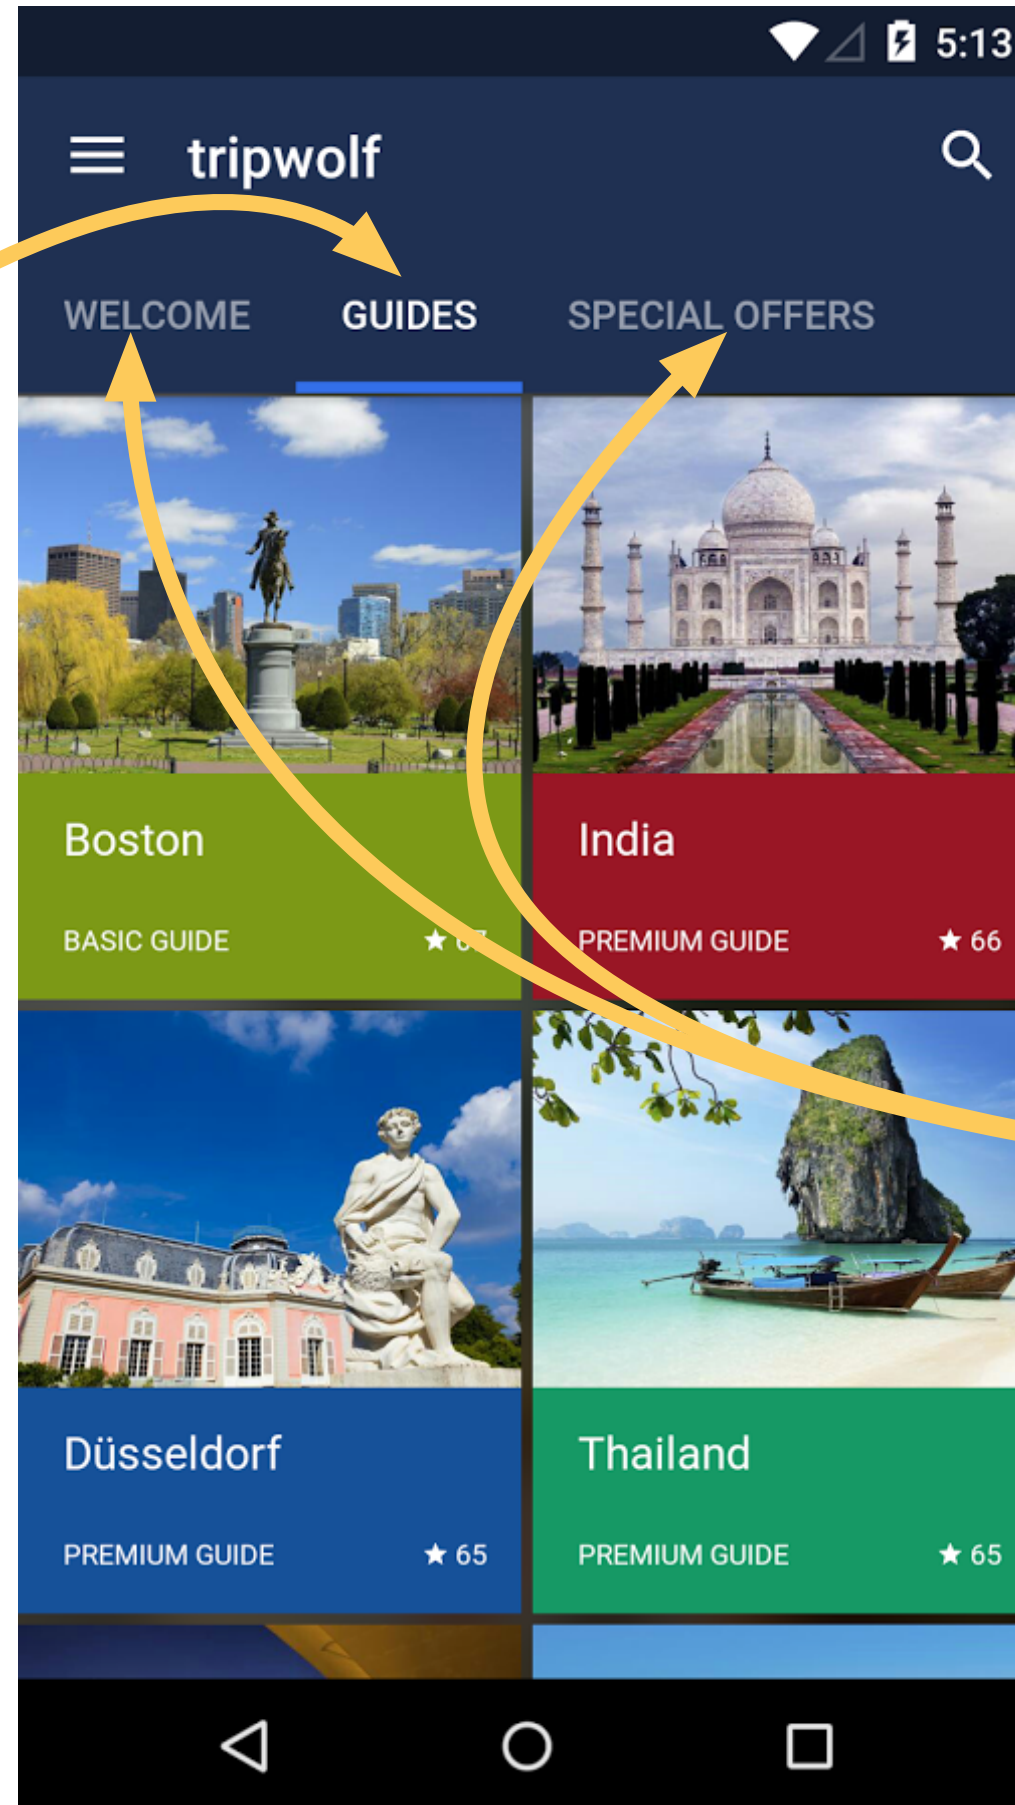 5:13
tripwolf
WELCOME GUIDES SPECIAL OFFERS
Boston
BASIC GUIDE ★ 67
India
PREMIUM GUIDE ★ 66
Düsseldorf
PREMIUM GUIDE ★ 65
Thailand
PREMIUM GUIDE ★ 65